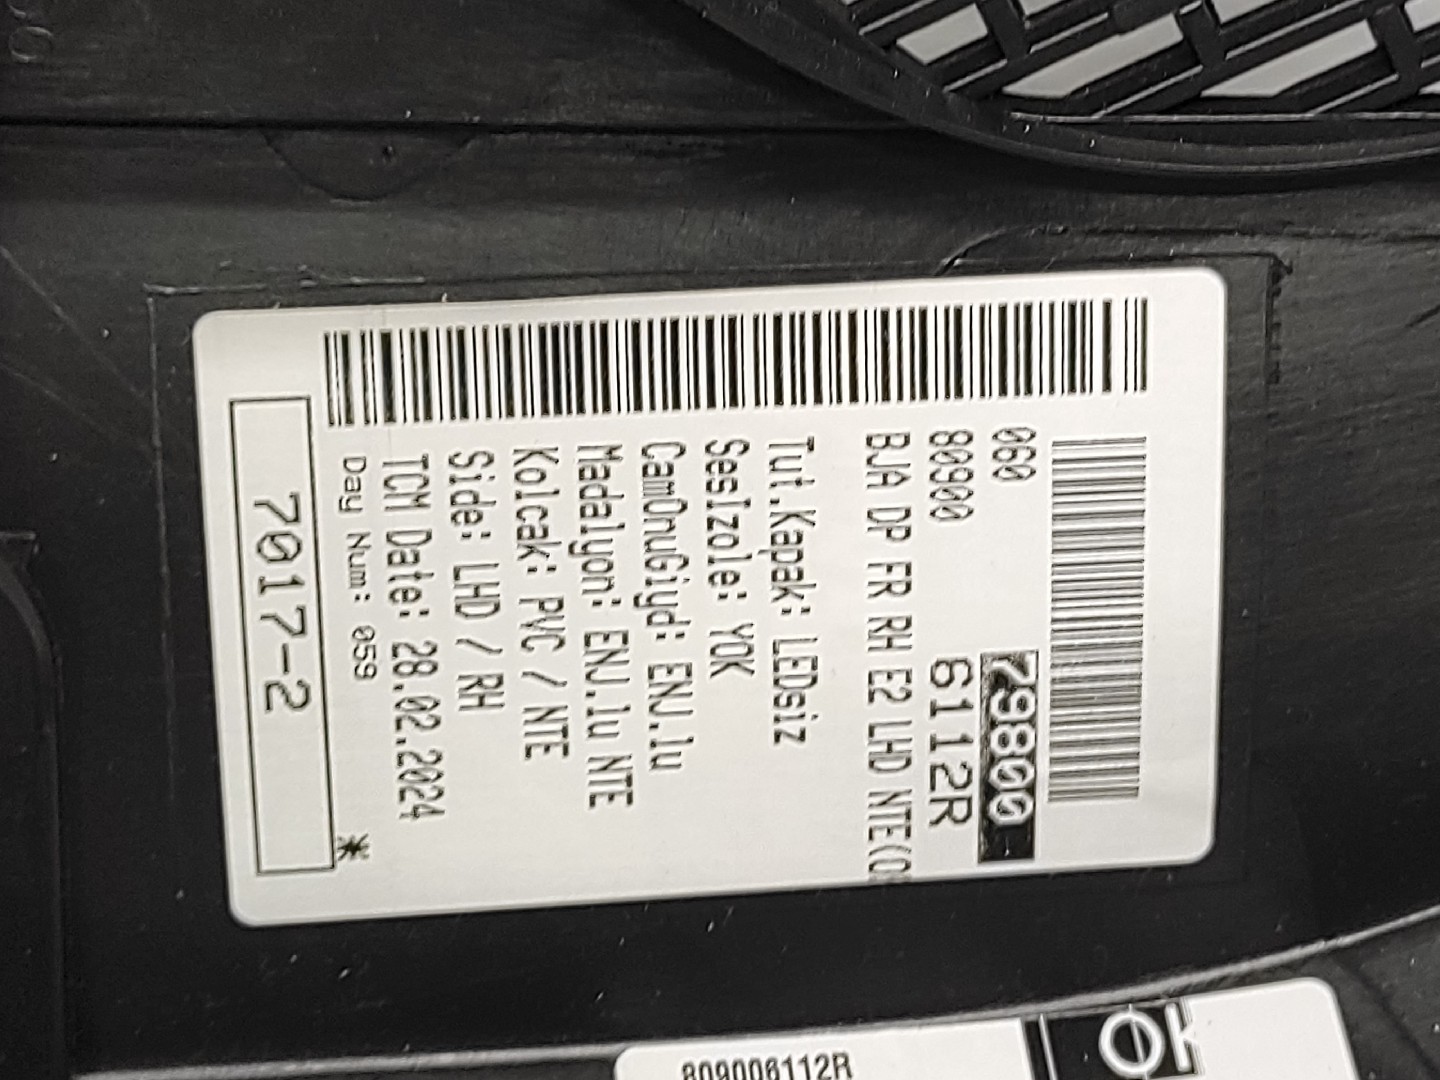 060
79800
80900
6112R
BJA DP FR RH E2 LHD NTE(O
Tut.Kapak: LEDsiz
SesIzole: YOK
CamOnuGiyd: ENJ.lu
Madalyon: ENJ.lu NTE
Kolcak: PVC / NTE
Side: LHD / RH
TCM Date: 28.02.2024
Day Num: 059
*
7017-2
809006112R
OK